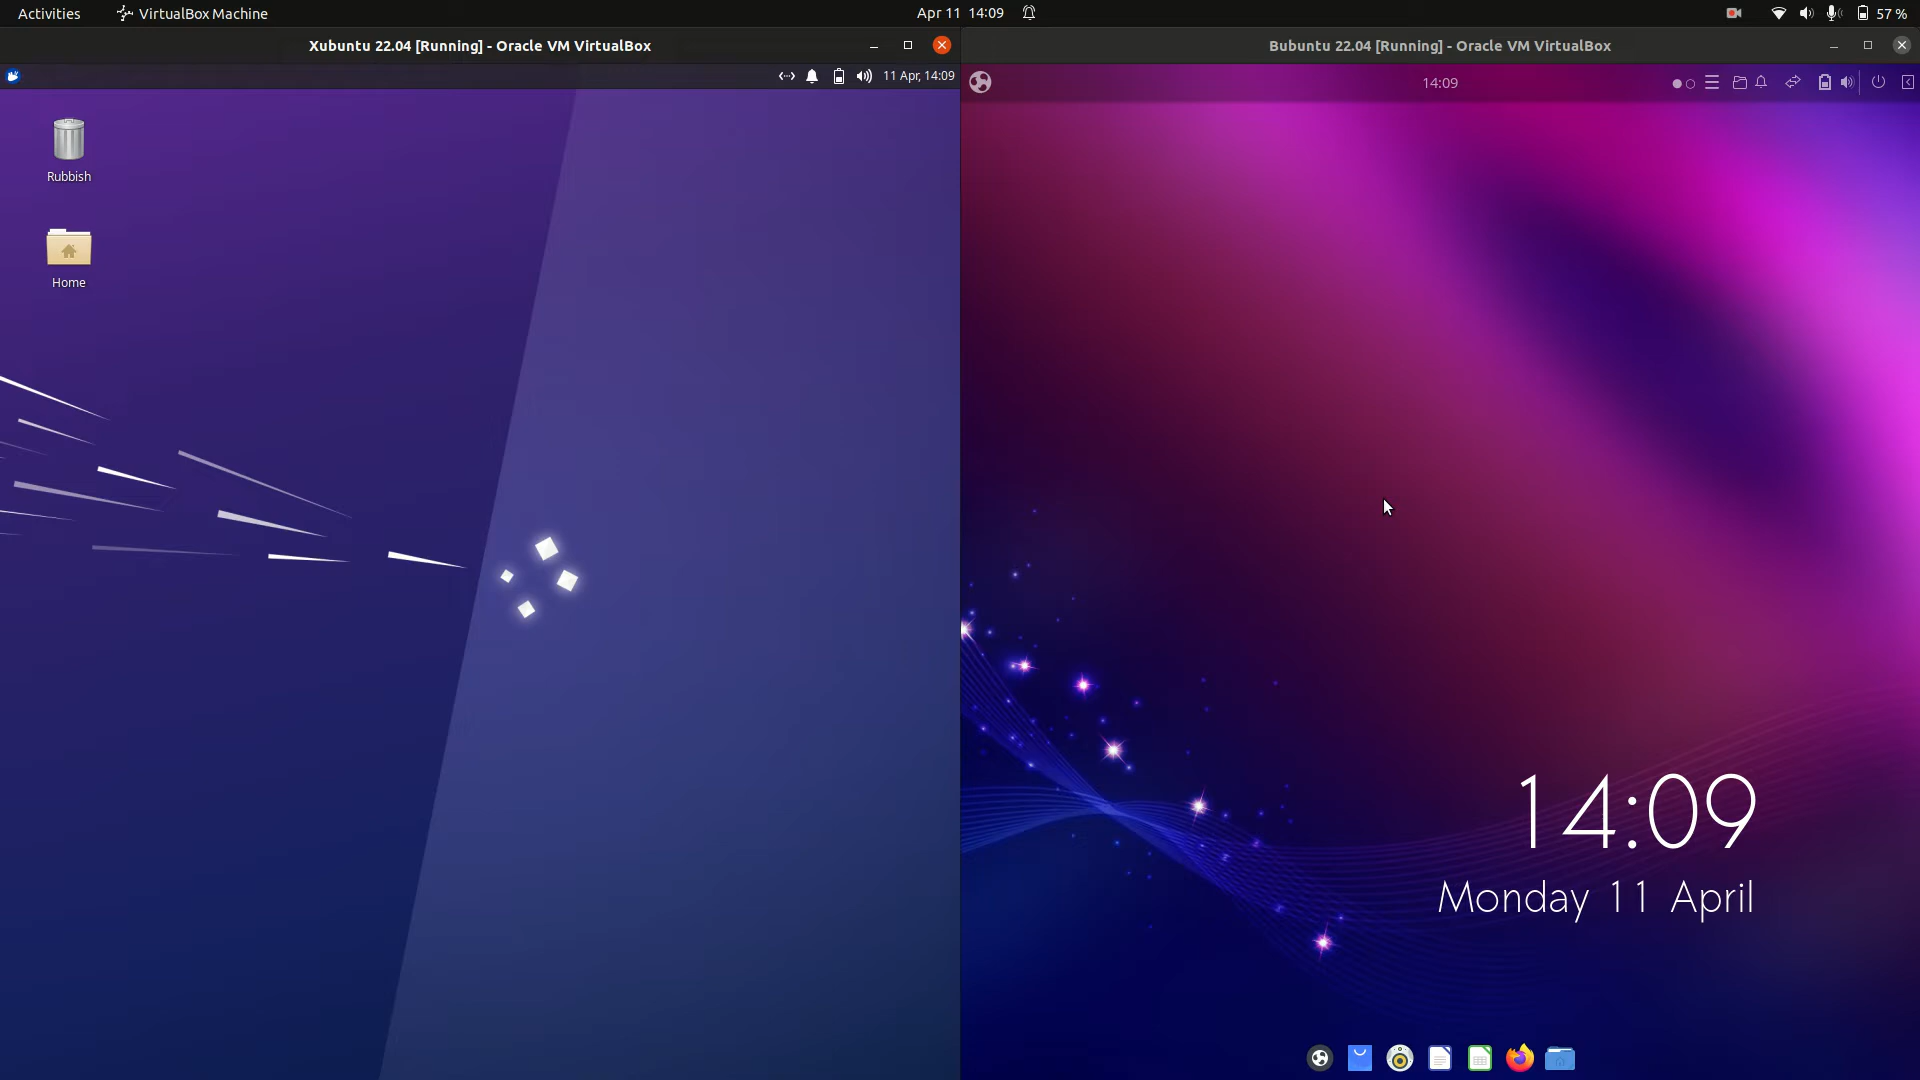 Activities
VirtualBox Machine
Apr 11 14:09
57 %
Xubuntu 22.04 [Running] - Oracle VM VirtualBox
Bubuntu 22.04 [Running] - Oracle VM VirtualBox
11 Apr, 14:09
14:09
Rubbish
Home
14:09
Monday 11 April